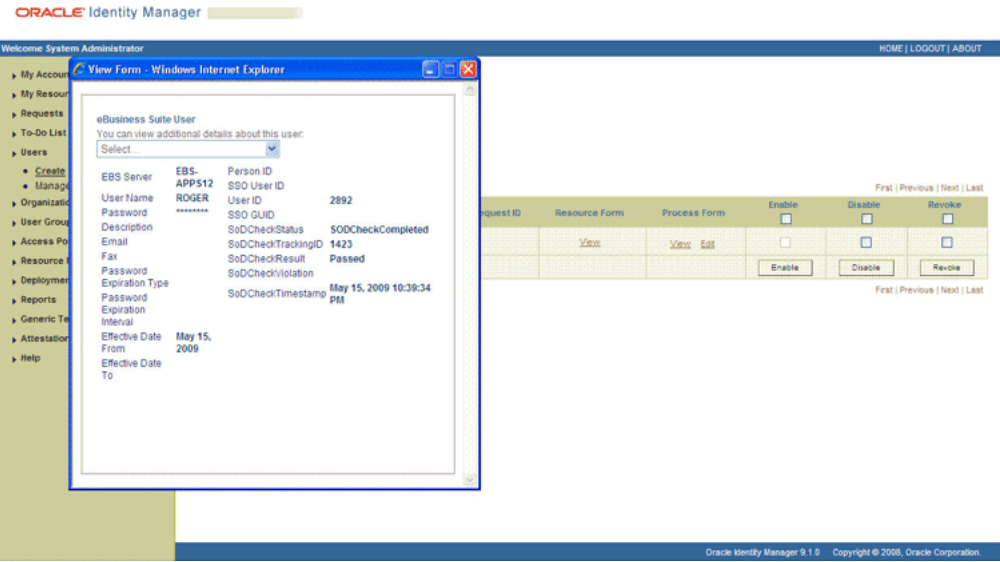 ORACLE Identity Manager
Welcome System Administrator
HOME | LOGOUT | ABOUT
My Accoun
My Resour
Requests
To-Do List
Users
Create
Manage
Organizatio
User Group
Access Po
Resource
Deploymen
Reports
Generic Te
Attestation
Help
View Form - Windows Internet Explorer
eBusiness Suite User
You can view additional details about this user:
Select...
EBS Server EBS-APPS12
User Name ROGER
Password ********
Description
Email
Fax
Password Expiration Type
Password Expiration Interval
Effective Date From May 15, 2009
Effective Date To
Person ID
SSO User ID
User ID 2892
SSO GUID
SoDCheckStatus SODCheckCompleted
SoDCheckTrackingID 1423
SoDCheckResult Passed
SoDCheckViolation
SoDCheckTimestamp May 15, 2009 10:39:34 PM
First | Previous | Next | Last
equest ID Resource Form Process Form Enable Disable Revoke
View View Edit
Enable Disable Revoke
First | Previous | Next | Last
Oracle Identity Manager 9.1.0 Copyright © 2008, Oracle Corporation.